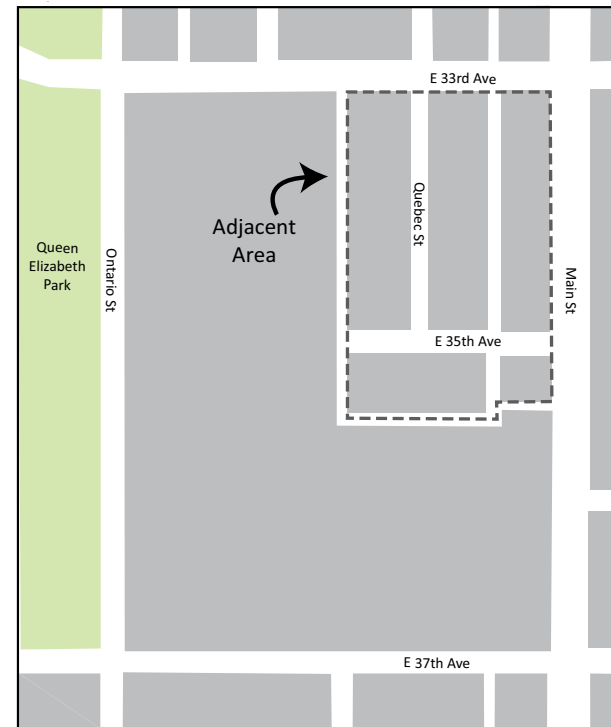 E 33rd Ave
Adjacent
Area
Quebec St
Queen
Elizabeth
Park
Ontario St
Main St
E 35th Ave
E 37th Ave